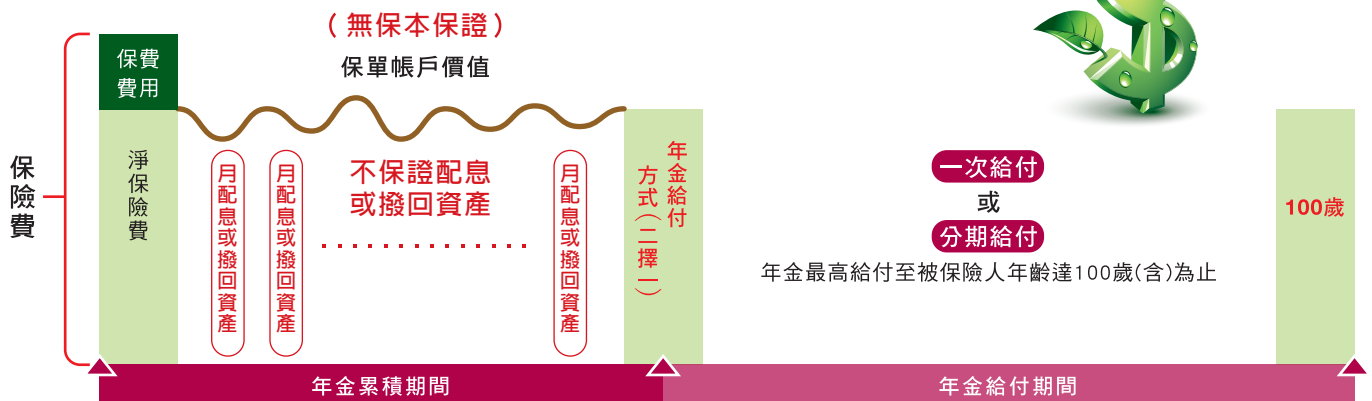 (無保本保證)
保單帳戶價值
保險費
保費
費用
淨保險費
月配息或撥回資產
月配息或撥回資產
不保證配息
或撥回資產
月配息或撥回資產
年金給付
方式(二擇一)
一次給付
或
分期給付
年金最高給付至被保險人年齡達100歲(含)為止
100歲
年金累積期間
年金給付期間